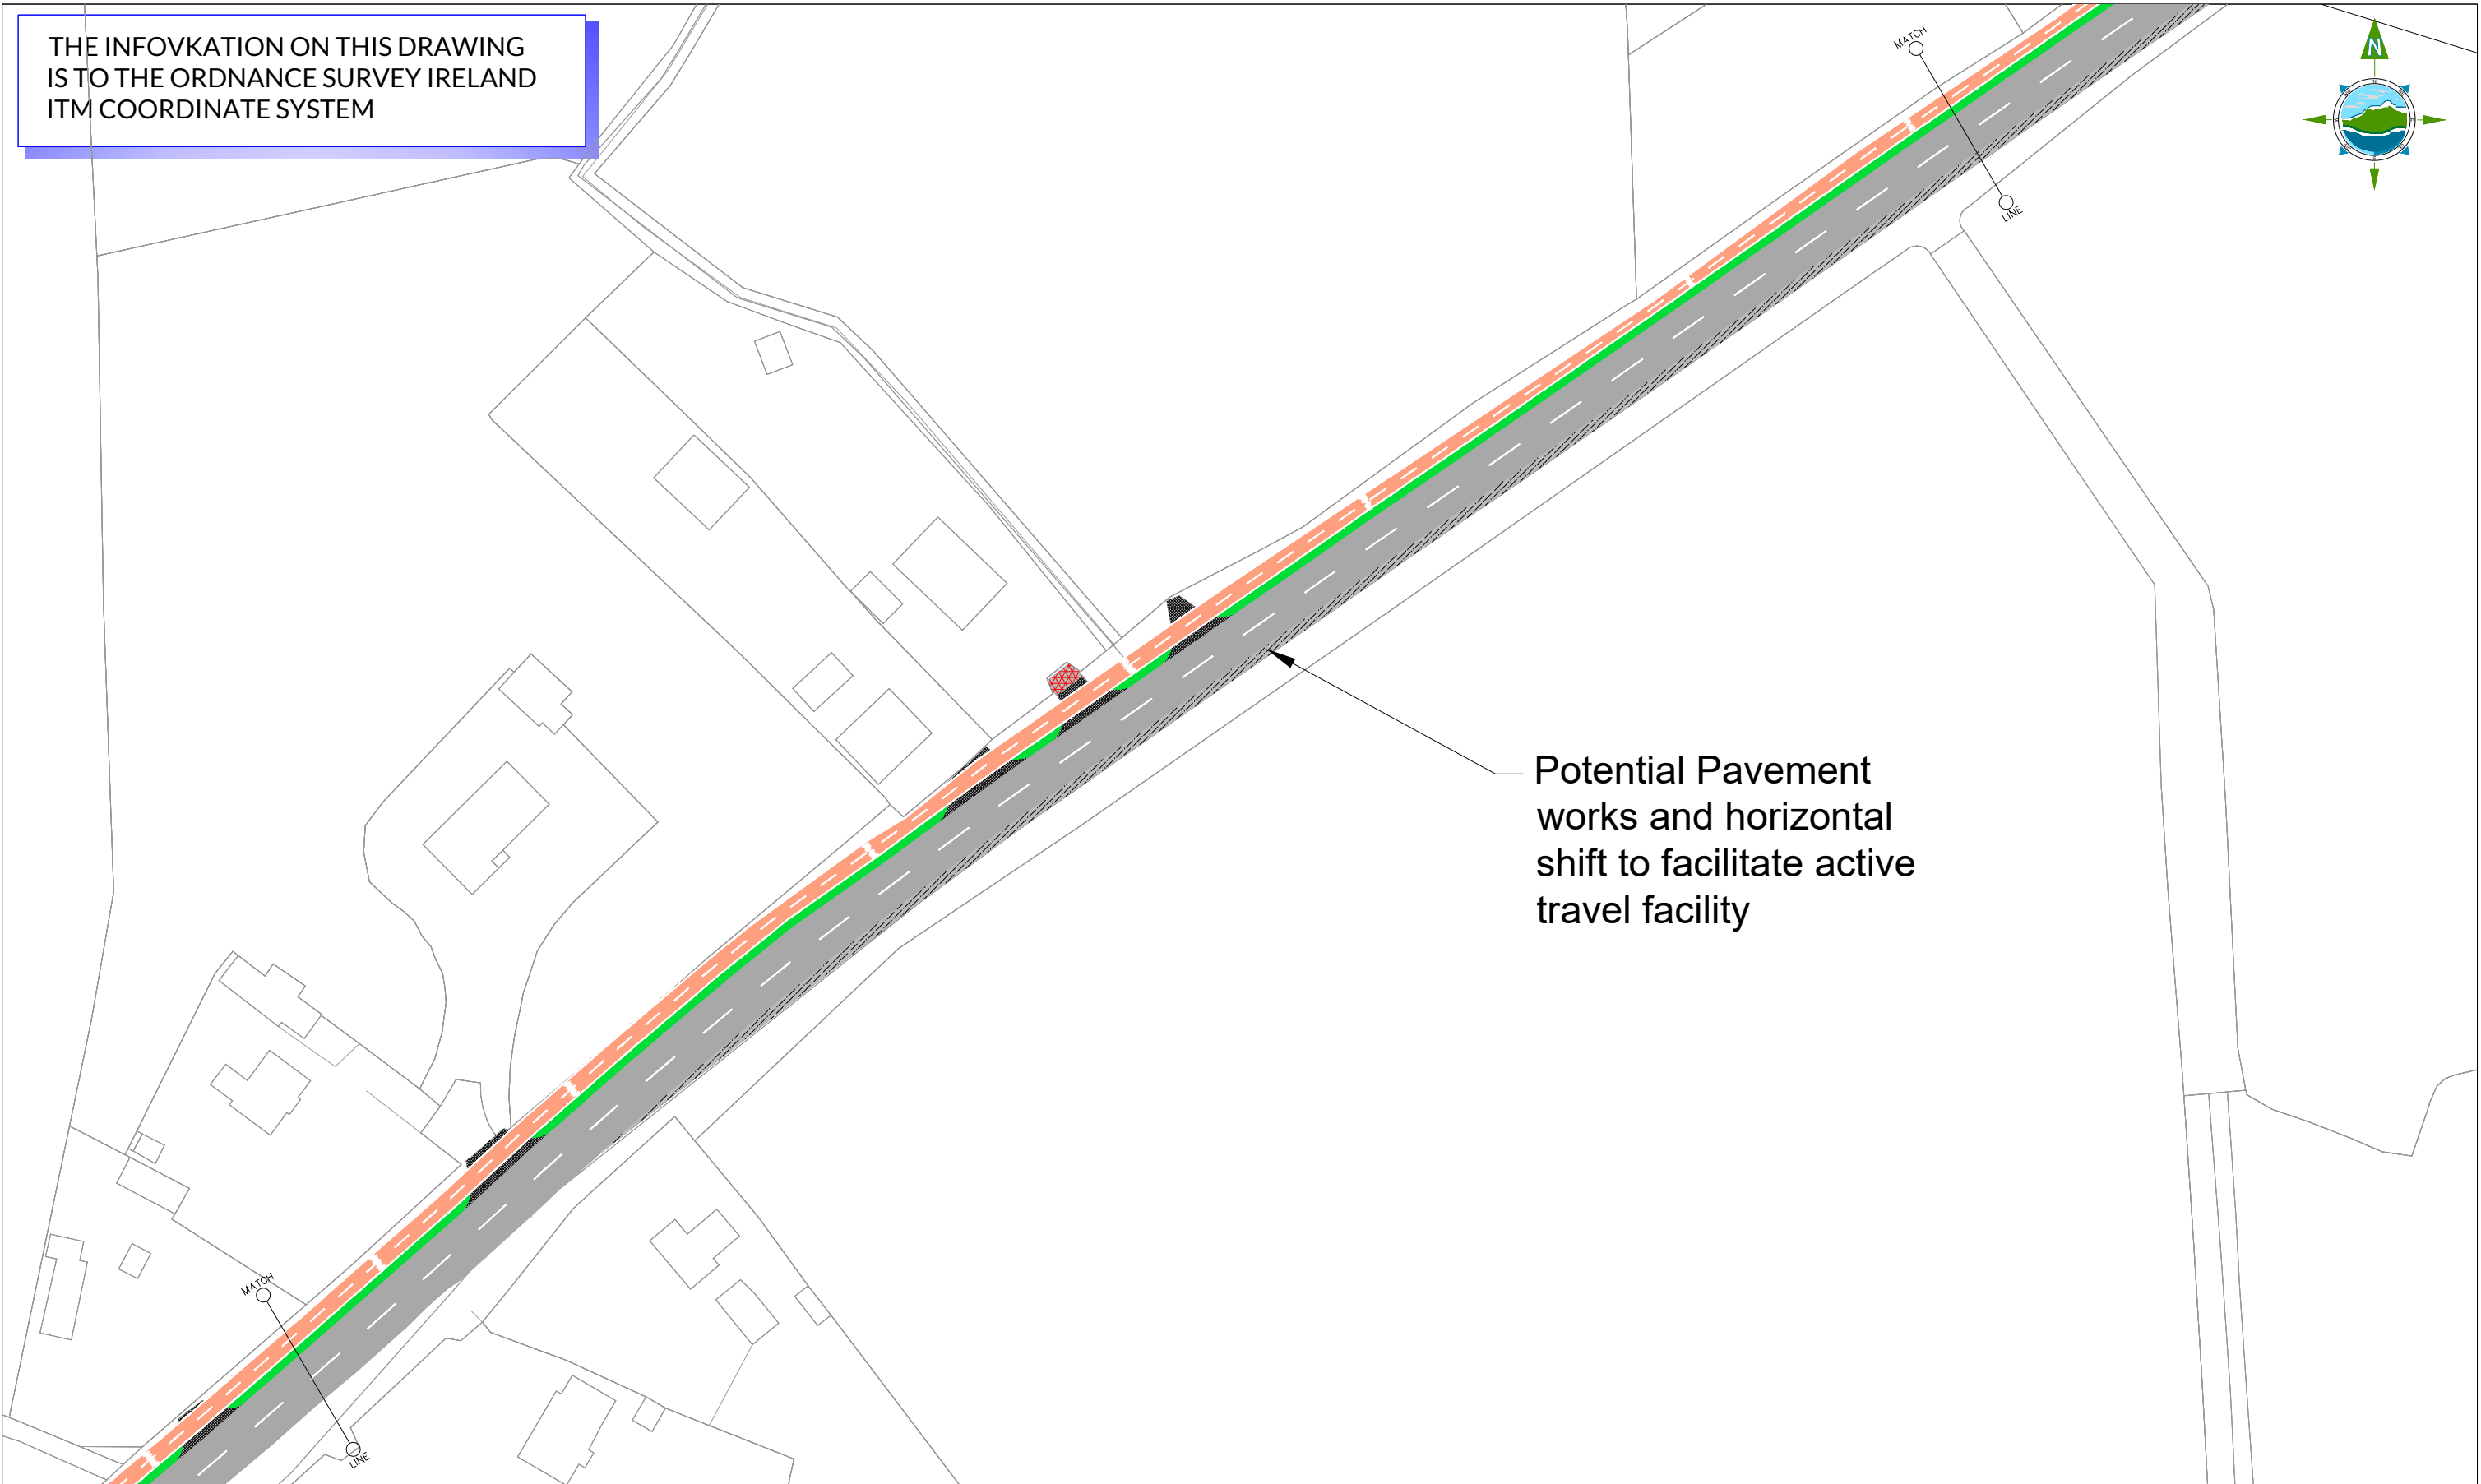 THE INFOVKATION ON THIS DRAWING
IS TO THE ORDNANCE SURVEY IRELAND
ITM COORDINATE SYSTEM
MATCH
LINE
N
Potential Pavement
works and horizontal
shift to facilitate active
travel facility
MATCH
LINE